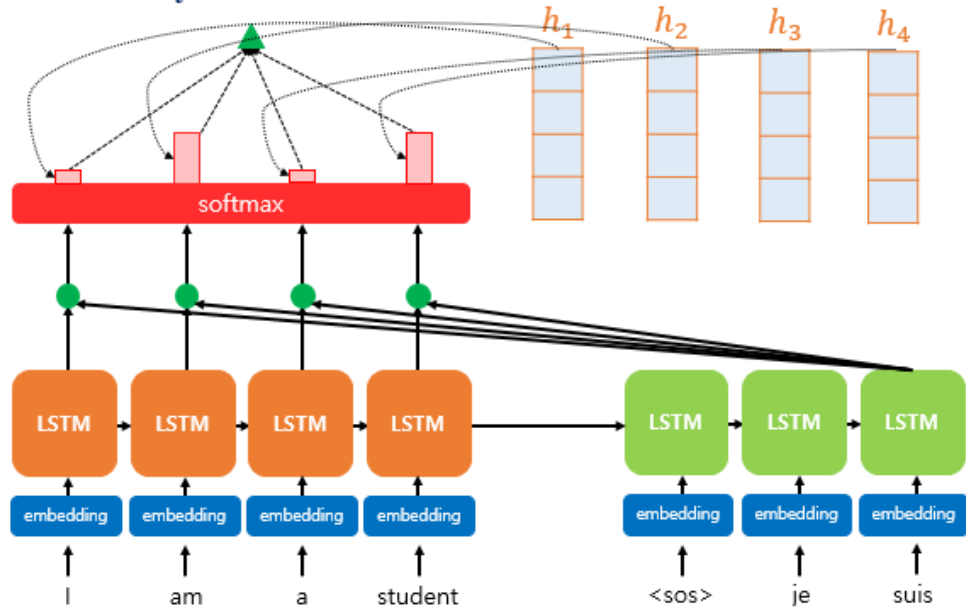 h₁ h₂ h₃ h₄
softmax
LSTM LSTM LSTM LSTM LSTM LSTM LSTM
embedding embedding embedding embedding embedding embedding embedding
I am a student <sos> je suis